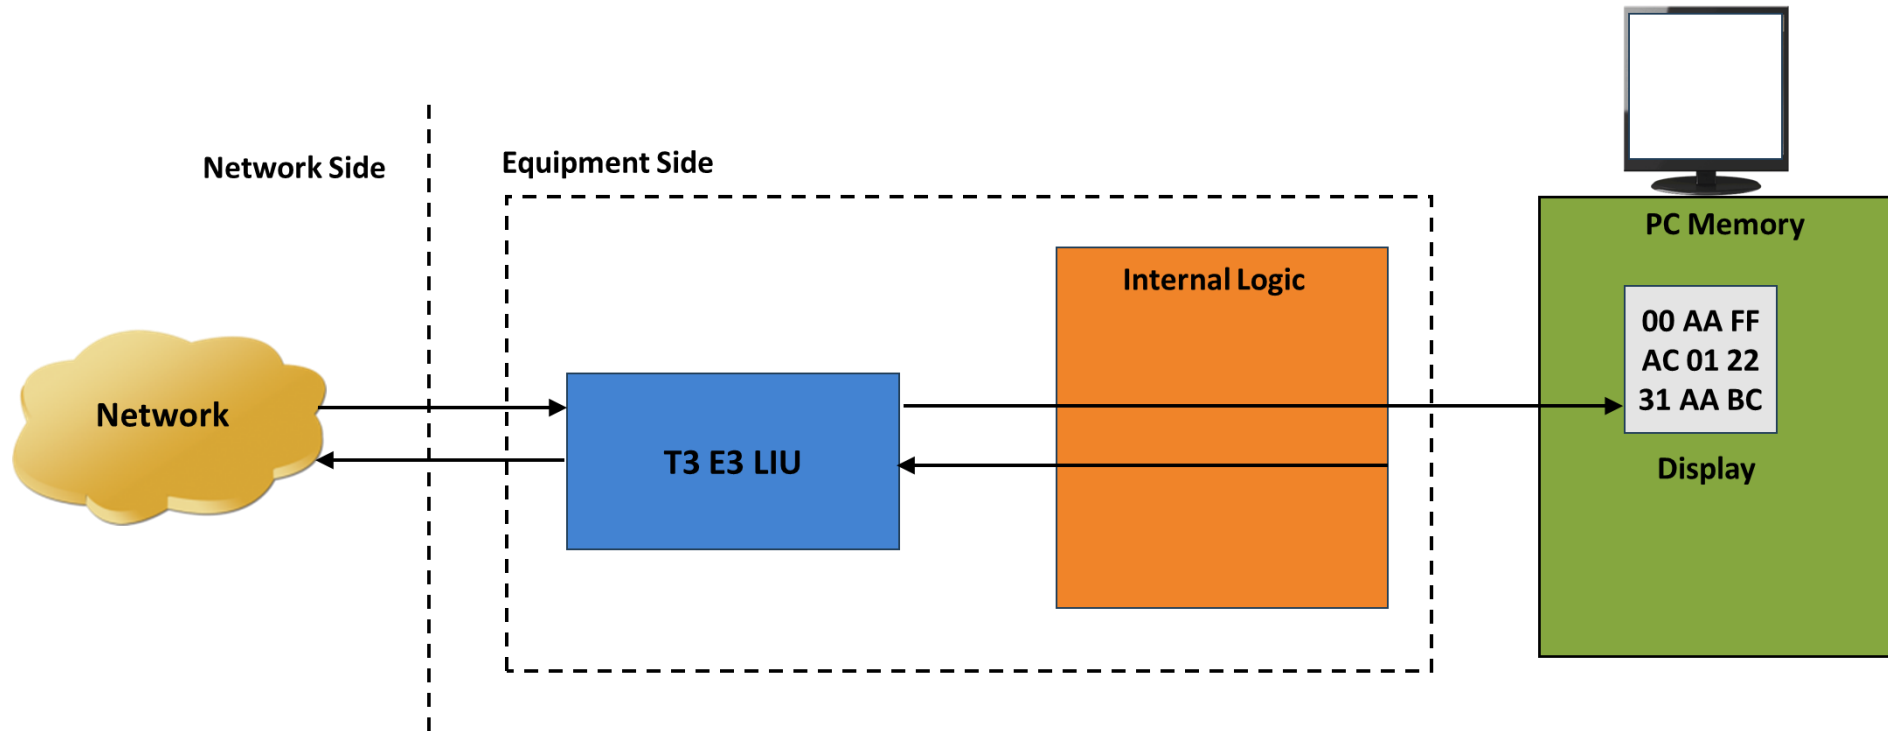 Network Side
Equipment Side
PC Memory
Internal Logic
00 AA FF
AC 01 22
31 AA BC
Network
T3 E3 LIU
Display